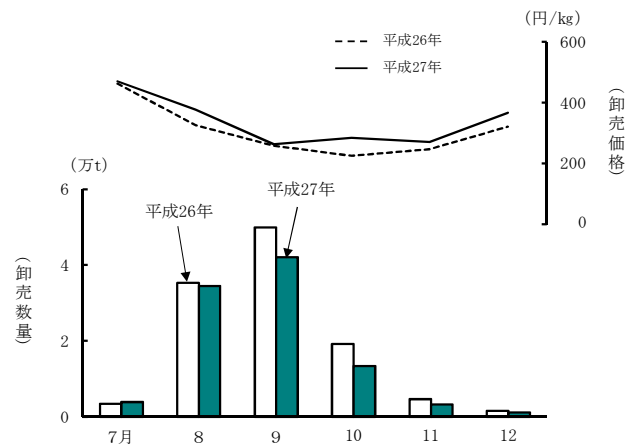 (円/kg)
平成26年
平成27年
600
400
200
0
(卸売価格)
(万t)
6
4
2
0
(卸売数量)
平成26年
平成27年
7月
8
9
10
11
12